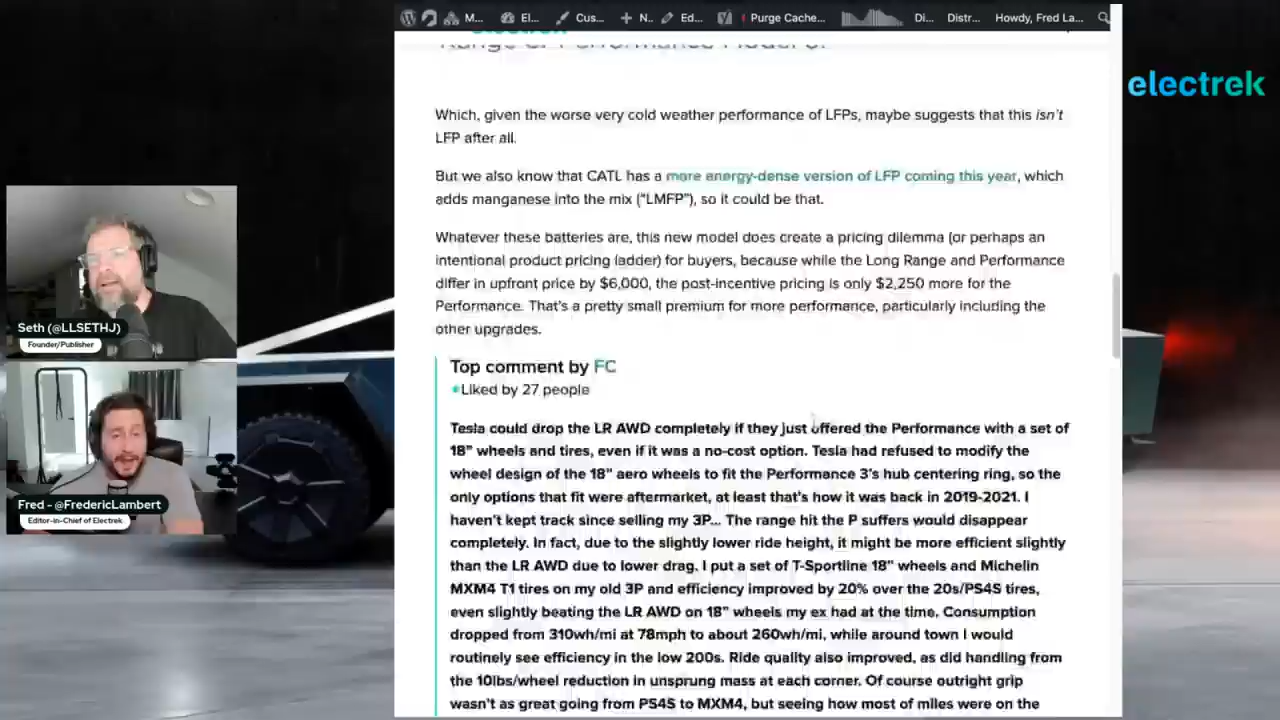 M...
El...
Cus...
N..
Ed...
Purge Cache...
Di...
Distr...
Howdy, Fred La...
electrek
Which, given the worse very cold weather performance of LFPs, maybe suggests that this isn't
LFP after all.
But we also know that CATL has a more energy-dense version of LFP coming this year, which
adds manganese into the mix ("LMFP"), so it could be that.
Whatever these batteries are, this new model does create a pricing dilemma (or perhaps an
intentional product pricing ladder) for buyers, because while the Long Range and Performance
differ in upfront price by $6,000, the post-incentive pricing is only $2,250 more for the
Performance. That's a pretty small premium for more performance, particularly including the
other upgrades.
Top comment by FC
Liked by 27 people
Tesla could drop the LR AWD completely if they just offered the Performance with a set of
18" wheels and tires, even if it was a no-cost option. Tesla had refused to modify the
wheel design of the 18" aero wheels to fit the Performance 3's hub centering ring, so the
only options that fit were aftermarket, at least that's how it was back in 2019-2021. I
haven't kept track since selling my 3P... The range hit the P suffers would disappear
completely. In fact, due to the slightly lower ride height, it might be more efficient slightly
than the LR AWD due to lower drag. I put a set of T-Sportline 18" wheels and Michelin
MXM4 T1 tires on my old 3P and efficiency improved by 20% over the 20s/PS4S tires,
even slightly beating the LR AWD on 18" wheels my ex had at the time. Consumption
dropped from 310wh/mi at 78mph to about 260wh/mi, while around town I would
routinely see efficiency in the low 200s. Ride quality also improved, as did handling from
the 10lbs/wheel reduction in unsprung mass at each corner. Of course outright grip
wasn't as great going from PS4S to MXM4, but seeing how most of miles were on the
Seth (@LLSETHJ)
Founder/Publisher
Fred - @FredericLambert
Editor-in-Chief of Electrek